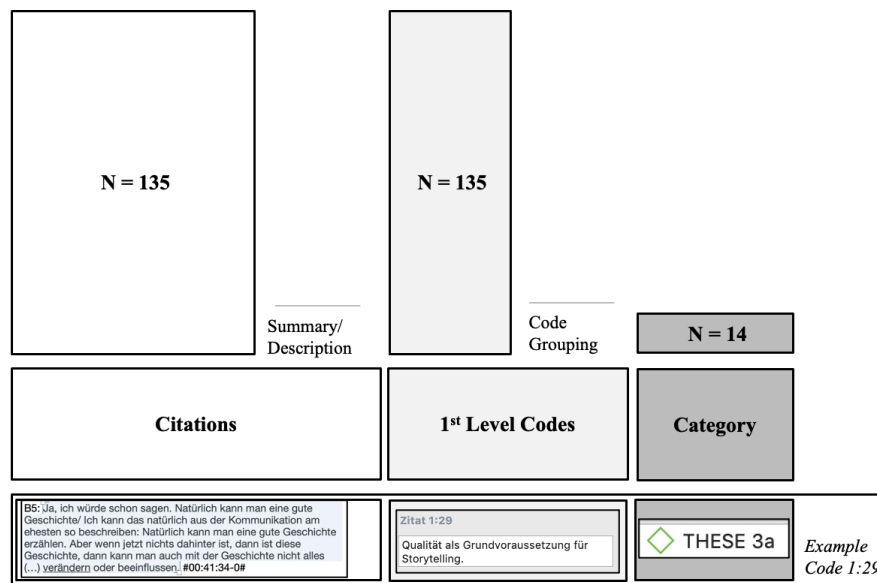 N = 135
N = 135
Summary/
Description
Code
Grouping
N = 14
Citations
1st Level Codes
Category
B5: Ja, ich würde schon sagen. Natürlich kann man eine gute
Geschichte/ Ich kann das natürlich aus der Kommunikation am
ehesten so beschreiben: Natürlich kann man eine gute Geschichte
erzählen. Aber wenn jetzt nichts dahinter ist, dann ist diese
Geschichte, dann kann man auch mit der Geschichte nicht alles
(...) verändern oder beeinflussen. #00:41:34-0#
Zitat 1:29
Qualität als Grundvoraussetzung für
Storytelling.
THESE 3a
Example
Code 1:29